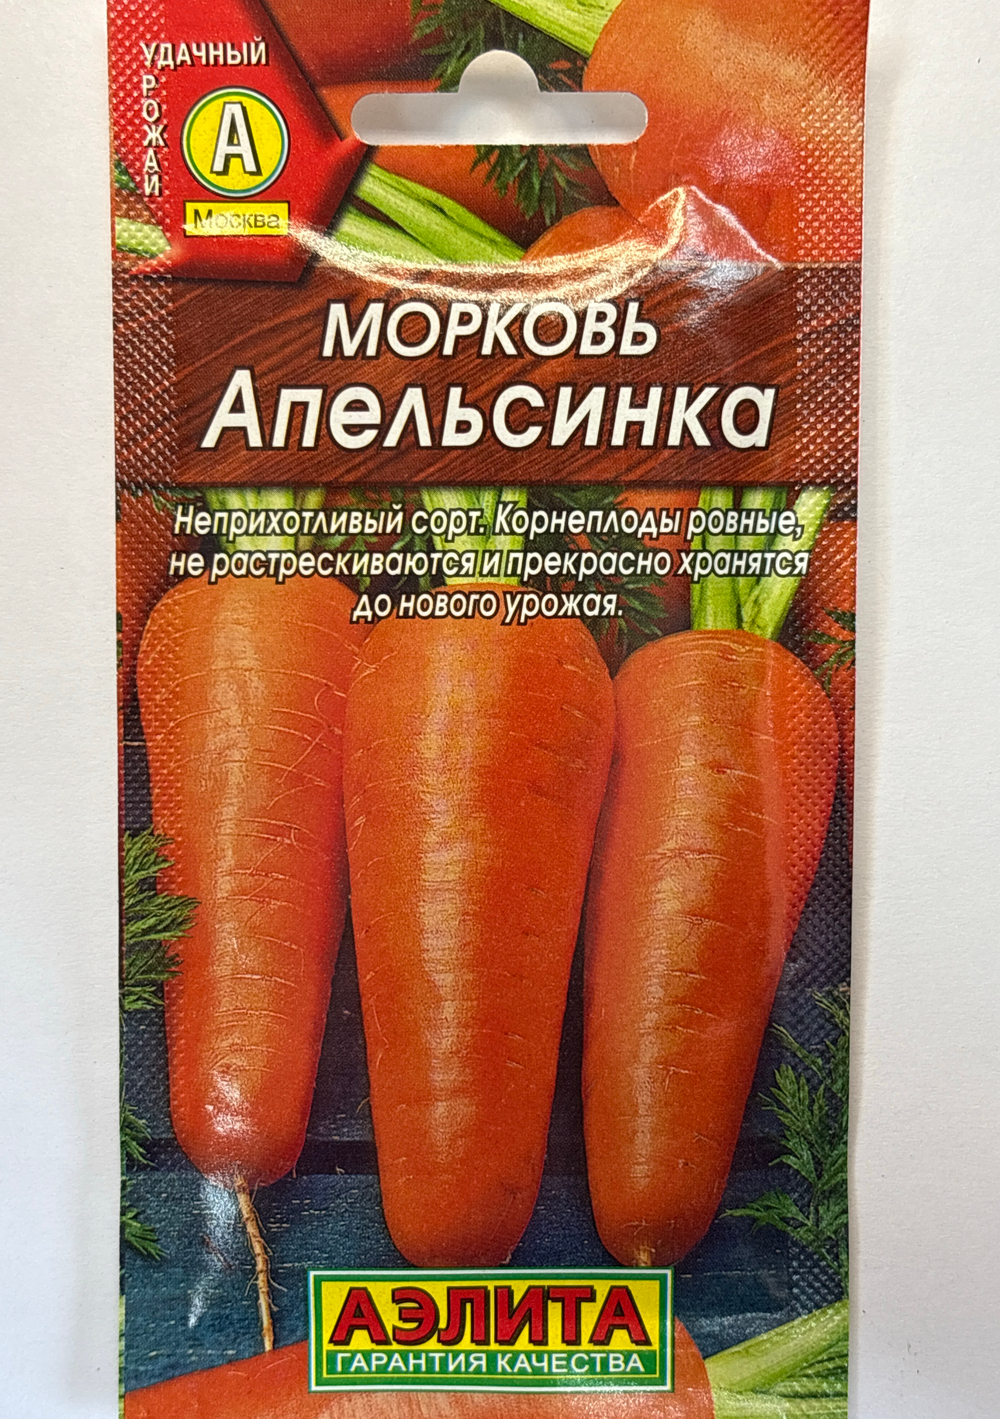 УДАЧНЫЙ
УРОЖАЙ
А
Москва
МОРКОВЬ
Апельсинка
Неприхотливый сорт. Корнеплоды ровные,
не растрескиваются и прекрасно хранятся
до нового урожая.
АЭЛИТА
ГАРАНТИЯ КАЧЕСТВА